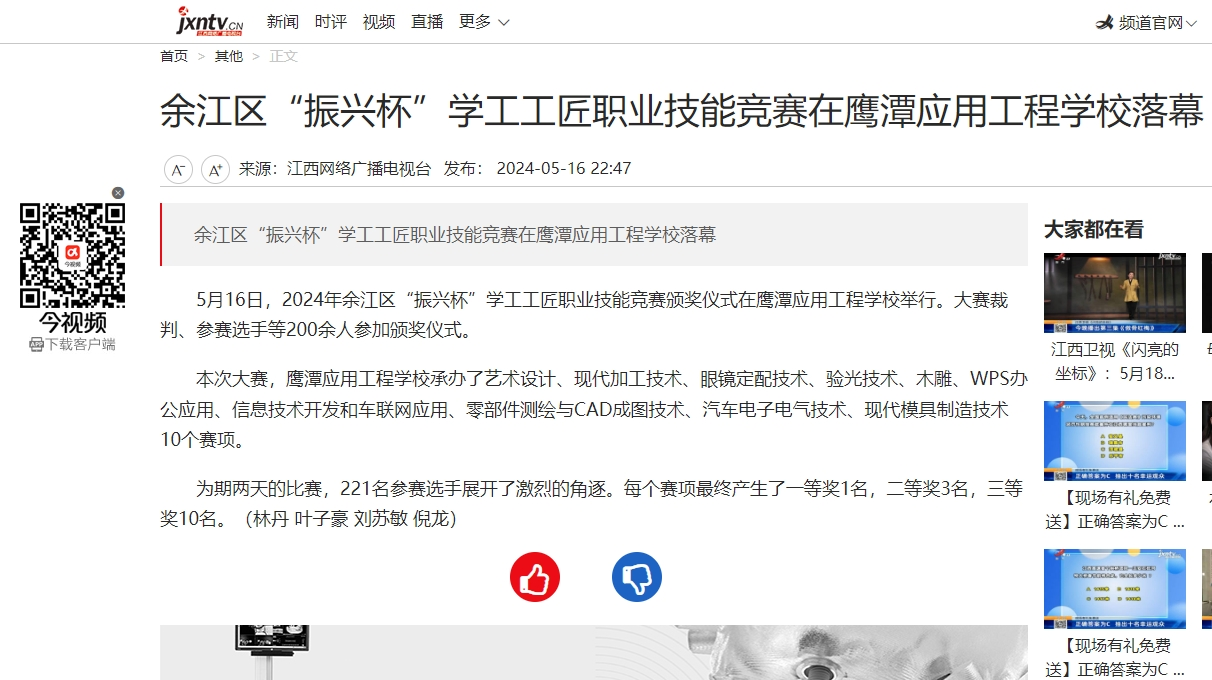 jxntv.CN
新闻 时评 视频 直播 更多
频道官网
首页 > 其他 > 正文
余江区“振兴杯”学工工匠职业技能竞赛在鹰潭应用工程学校落幕
A- A+ 来源：江西网络广播电视台 发布： 2024-05-16 22:47
今视频
下载客户端
余江区“振兴杯”学工工匠职业技能竞赛在鹰潭应用工程学校落幕
5月16日，2024年余江区“振兴杯”学工工匠职业技能竞赛颁奖仪式在鹰潭应用工程学校举行。大赛裁
判、参赛选手等200余人参加颁奖仪式。
本次大赛，鹰潭应用工程学校承办了艺术设计、现代加工技术、眼镜定配技术、验光技术、木雕、WPS办
公应用、信息技术开发和车联网应用、零部件测绘与CAD成图技术、汽车电子电气技术、现代模具制造技术
10个赛项。
为期两天的比赛，221名参赛选手展开了激烈的角逐。每个赛项最终产生了一等奖1名，二等奖3名，三等
奖10名。（林丹 叶子豪 刘苏敏 倪龙）
大家都在看
江西卫视《闪亮的
坐标》：5月18...
正确答案为C
【现场有礼免费
送】正确答案为C ...
正确答案为C
【现场有礼免费
送】正确答案为C ...